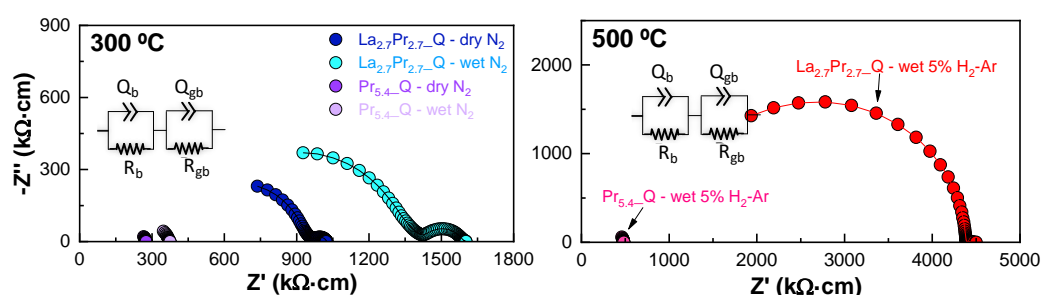 300 ºC
La2.7Pr2.7_Q - dry N2
La2.7Pr2.7_Q - wet N2
Pr5.4_Q - dry N2
Pr5.4_Q - wet N2
Qb
Qgb
Rb
Rgb
-Z'' (kΩ·cm)
900
600
300
0
0
300
600
900
1200
1500
1800
Z' (kΩ·cm)
500 ºC
La2.7Pr2.7_Q - wet 5% H2-Ar
Qb
Qgb
Rb
Rgb
Pr5.4_Q - wet 5% H2-Ar
2000
1000
0
0
1000
2000
3000
4000
5000
Z' (kΩ·cm)